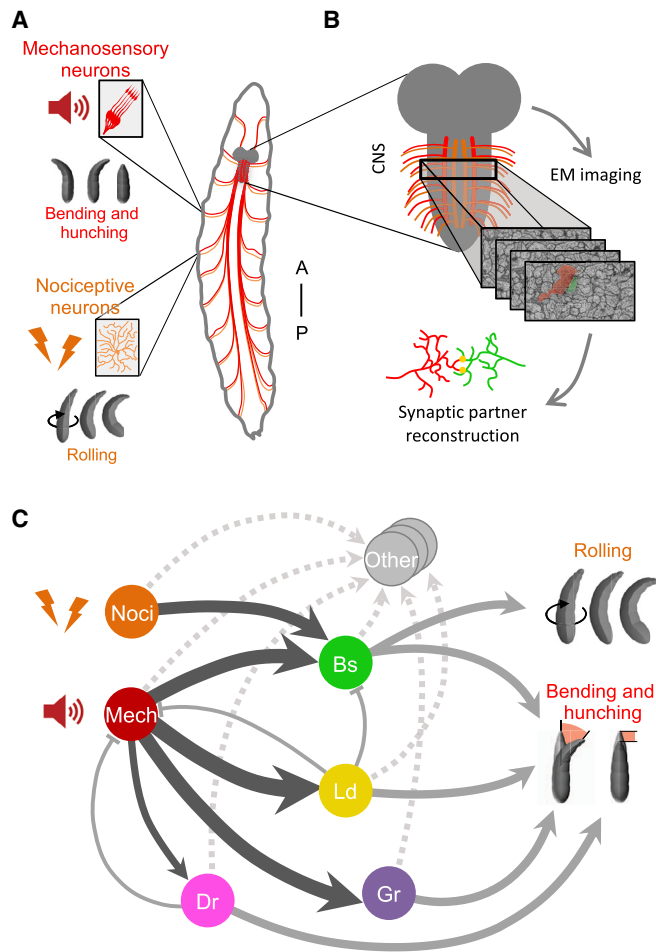 A
Mechanosensory
neurons
Bending and
hunching
Nociceptive
neurons
Rolling
A
P
B
CNS
EM imaging
Synaptic partner
reconstruction
C
Other
Noci
Bs
Mech
Ld
Dr
Gr
Rolling
Bending and
hunching